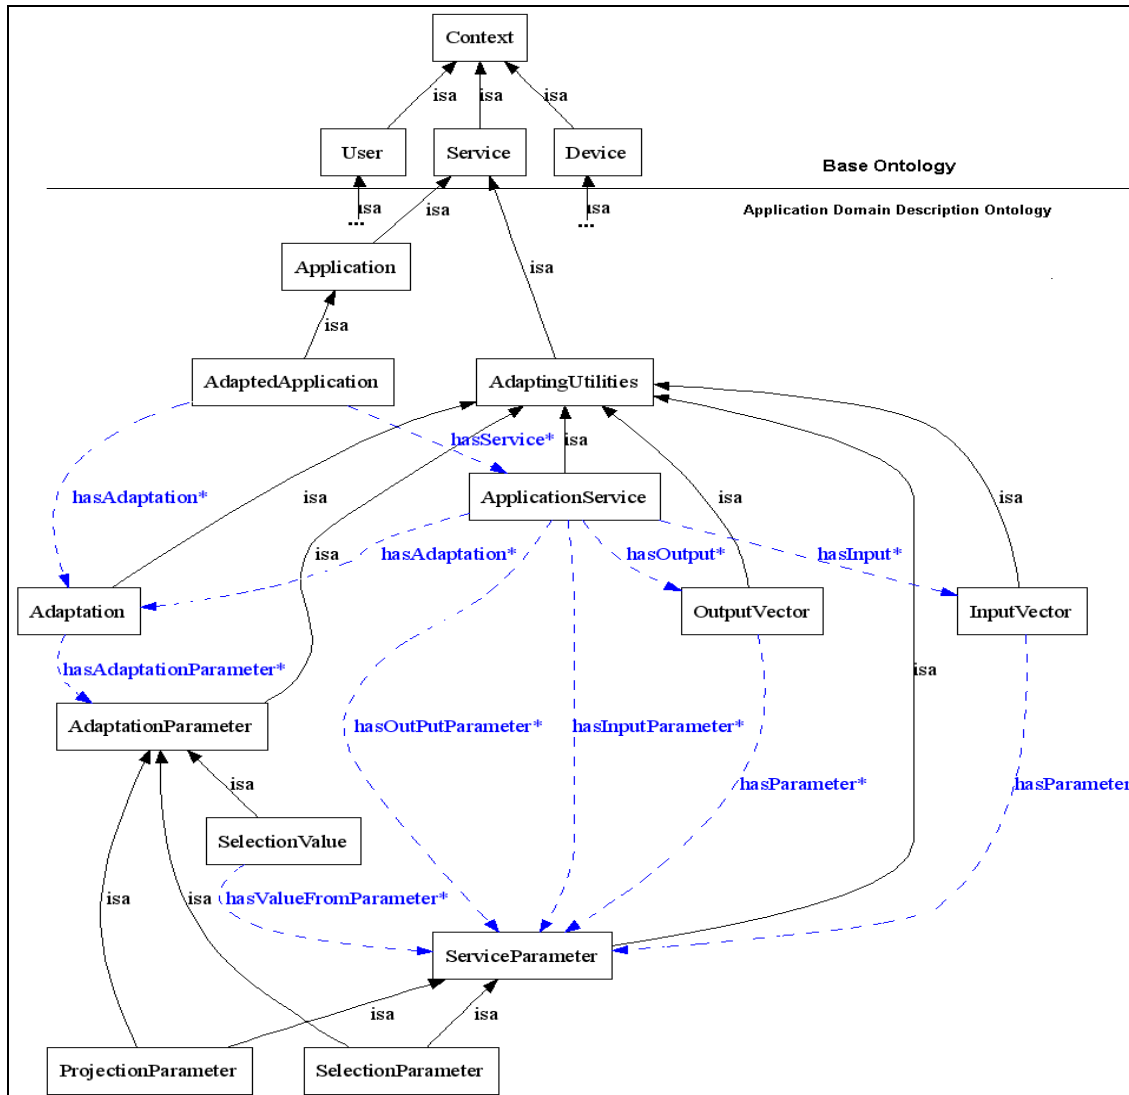 Context
isa
isa
isa
User
Service
Device
Base Ontology
isa
isa
isa
...
...
Application Domain Description Ontology
Application
isa
isa
AdaptedApplication
AdaptingUtilities
hasService*
isa
hasAdaptation*
isa
ApplicationService
isa
isa
isa
hasAdaptation*
hasOutput*
hasInput*
Adaptation
OutputVector
InputVector
hasAdaptationParameter*
isa
AdaptationParameter
hasOutPutParameter*
hasInputParameter*
isa
hasParameter*
hasParameter
SelectionValue
isa
isa
hasValueFromParameter*
ServiceParameter
isa
isa
ProjectionParameter
SelectionParameter